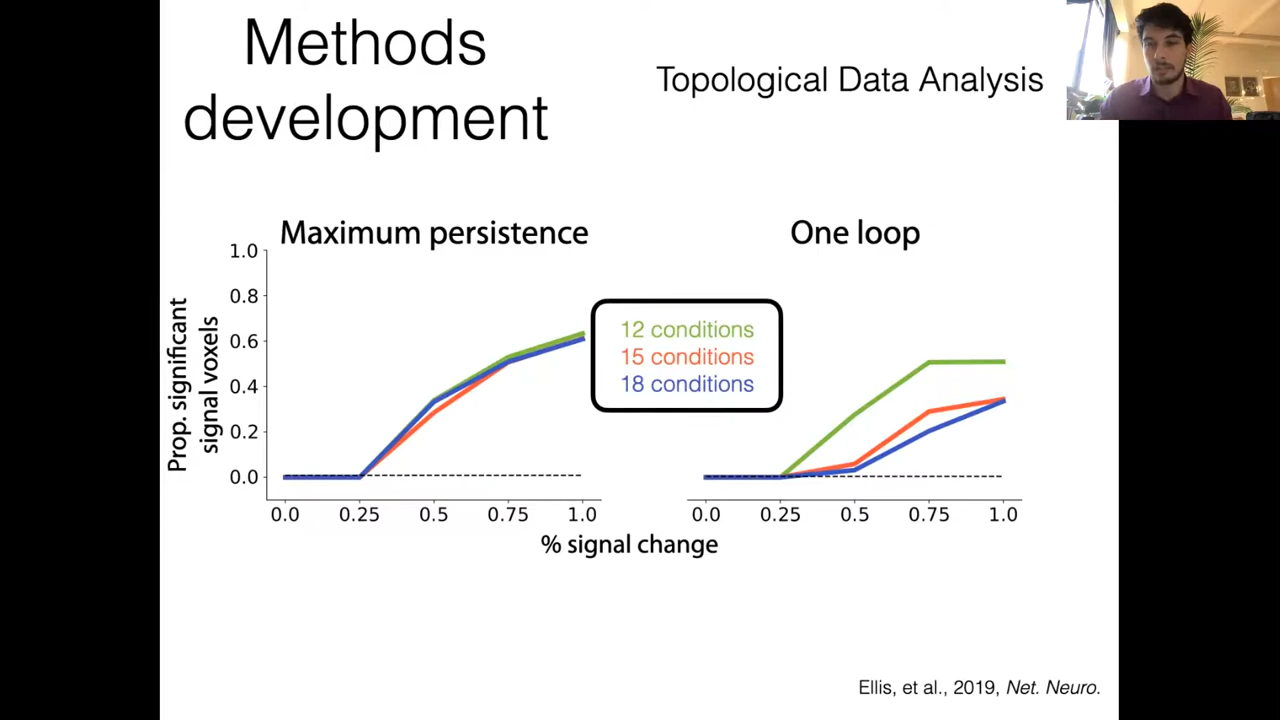 Methods
development
Topological Data Analysis
Maximum persistence
One loop
Prop. significant
signal voxels
1.0
0.8
0.6
0.4
0.2
0.0
12 conditions
15 conditions
18 conditions
0.0 0.25 0.5 0.75 1.0
0.0 0.25 0.5 0.75 1.0
% signal change
Ellis, et al., 2019, Net. Neuro.